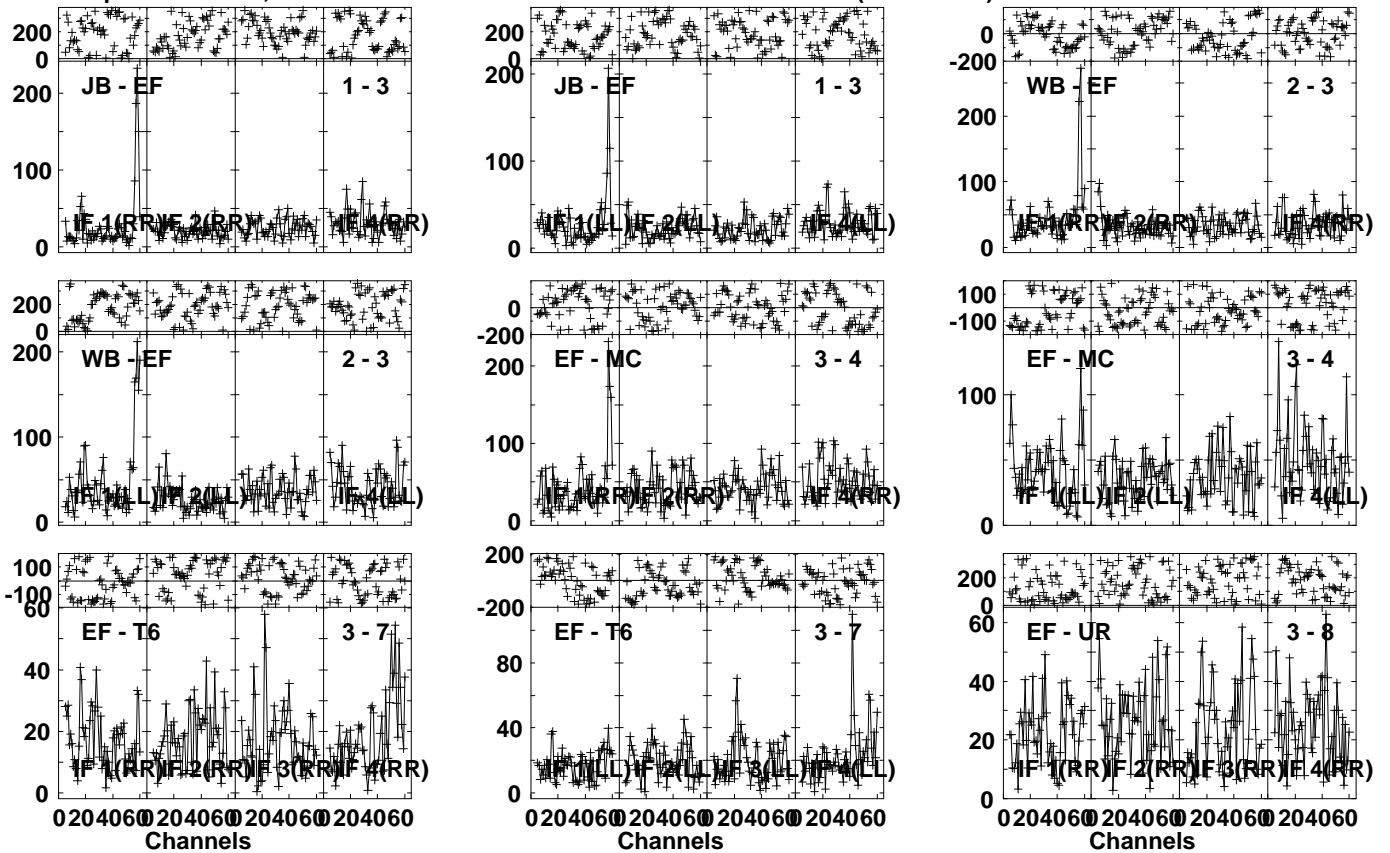 200
0
200
0
0
-200
JB - EF
1 - 3
JB - EF
1 - 3
WB - EF
2 - 3
200
100
0
200
100
0
200
100
0
IF 1(RR)
IF 2(RR)
IF 4(RR)
IF 1(LL)
IF 2(LL)
IF 4(LL)
IF 1(RR)
IF 2(RR)
IF 4(RR)
200
0
0
-200
100
-100
WB - EF
2 - 3
EF - MC
3 - 4
EF - MC
3 - 4
200
100
0
200
100
0
100
0
IF 1(LL)
IF 2(LL)
IF 4(LL)
IF 1(RR)
IF 2(RR)
IF 4(RR)
IF 1(LL)
IF 2(LL)
IF 4(LL)
100
-100
200
0
-200
200
0
EF - T6
3 - 7
EF - T6
3 - 7
EF - UR
3 - 8
60
40
20
0
80
40
0
60
40
20
0
IF 1(RR)
IF 2(RR)
IF 3(RR)
IF 4(RR)
IF 1(LL)
IF 2(LL)
IF 3(LL)
IF 4(LL)
IF 1(RR)
IF 2(RR)
IF 3(RR)
IF 4(RR)
0 20 40 60 0 20 40 60 0 20 40 60 0 20 40 60
0 20 40 60 0 20 40 60 0 20 40 60 0 20 40 60
0 20 40 60 0 20 40 60 0 20 40 60 0 20 40 60
Channels
Channels
Channels